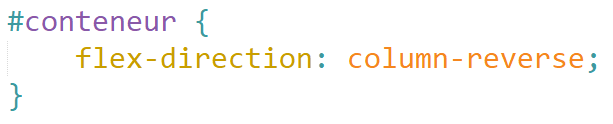 #conteneur {
    flex-direction: column-reverse;
}